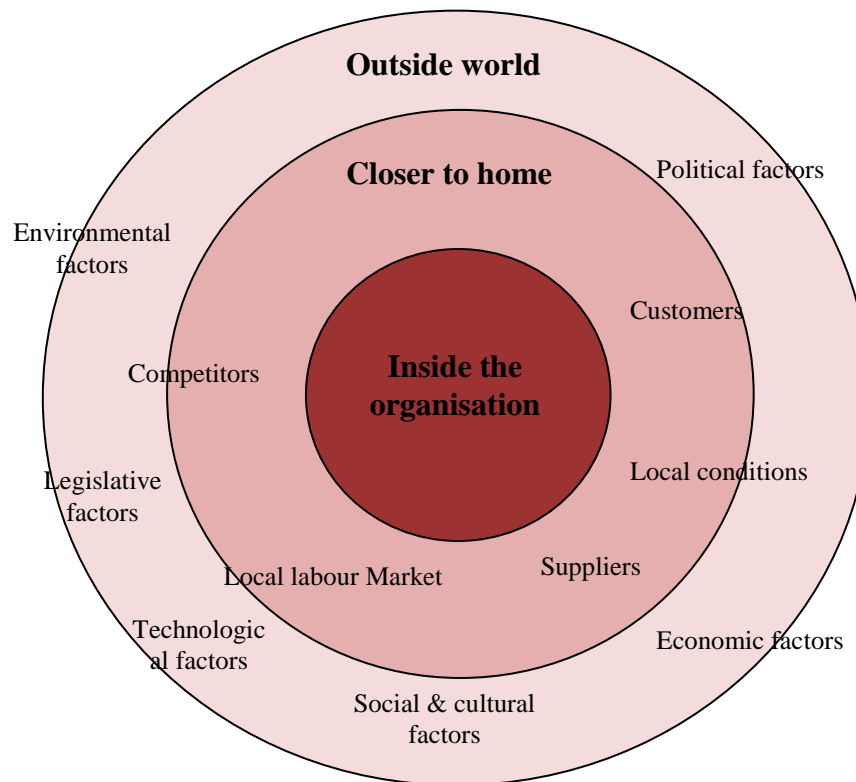 Outside world
Political factors
Closer to home
Environmental
factors
Customers
Competitors
Inside the
organisation
Local conditions
Legislative
factors
Suppliers
Local labour Market
Technologic
al factors
Economic factors
Social & cultural
factors